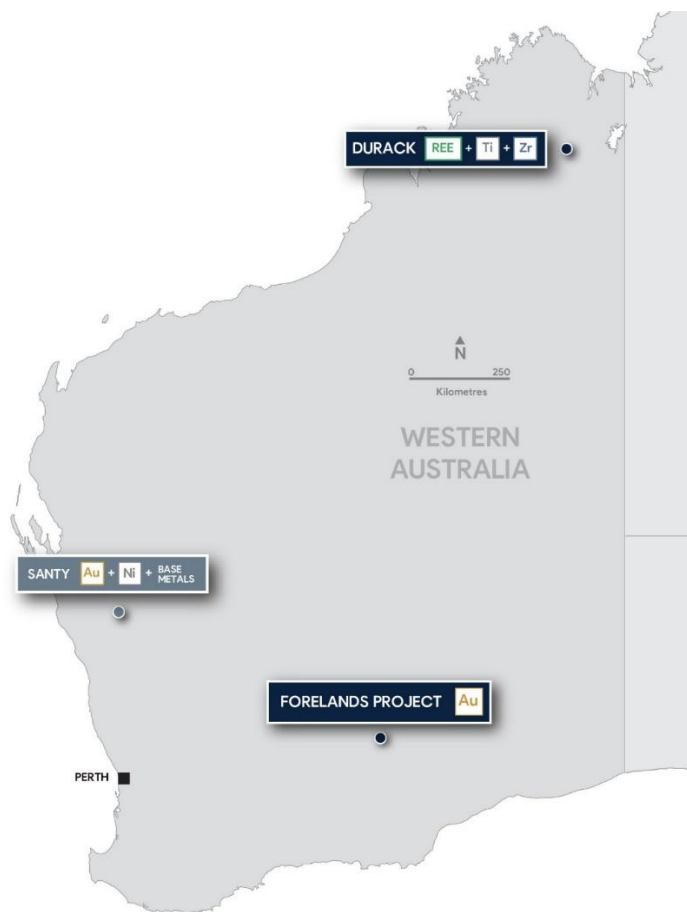 DURACK REE + Ti + Zr
N
0 250
Kilometres
WESTERN
AUSTRALIA
SANTY Au + Ni + BASE
METALS
FORELANDS PROJECT Au
PERTH